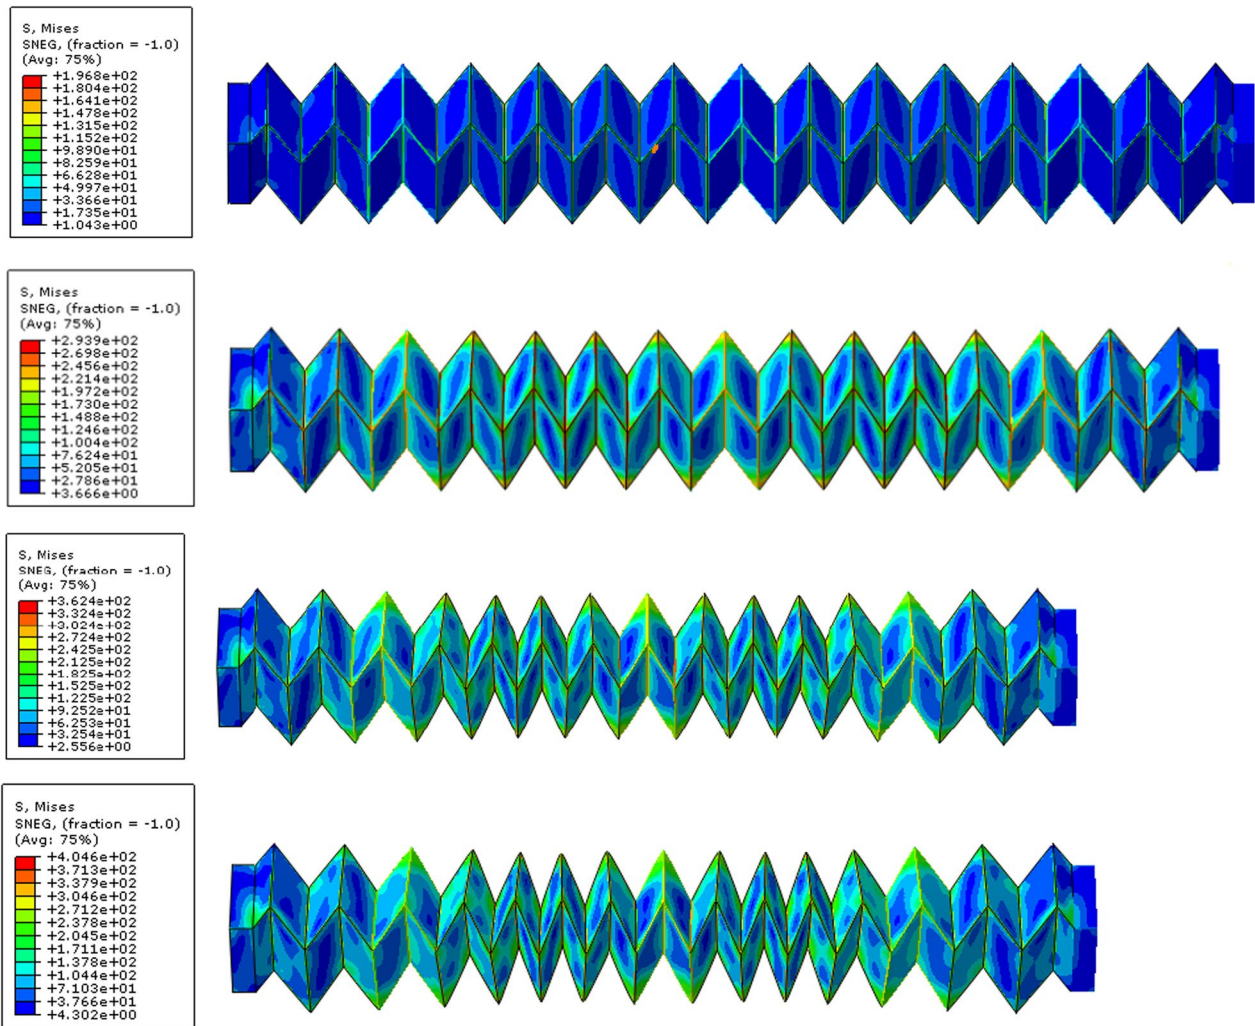 S, Mises
SNEG, (fraction = -1.0)
(Avg: 75%)
+1.968e+02
+1.804e+02
+1.641e+02
+1.478e+02
+1.315e+02
+1.152e+02
+9.890e+01
+8.259e+01
+6.628e+01
+4.997e+01
+3.366e+01
+1.735e+01
+1.043e+00
S, Mises
SNEG, (fraction = -1.0)
(Avg: 75%)
+2.939e+02
+2.698e+02
+2.456e+02
+2.214e+02
+1.972e+02
+1.730e+02
+1.488e+02
+1.246e+02
+1.004e+02
+7.624e+01
+5.205e+01
+2.786e+01
+3.666e+00
S, Mises
SNEG, (fraction = -1.0)
(Avg: 75%)
+3.624e+02
+3.324e+02
+3.024e+02
+2.724e+02
+2.425e+02
+2.125e+02
+1.825e+02
+1.525e+02
+1.225e+02
+9.252e+01
+6.253e+01
+3.254e+01
+2.556e+00
S, Mises
SNEG, (fraction = -1.0)
(Avg: 75%)
+4.046e+02
+3.713e+02
+3.379e+02
+3.046e+02
+2.712e+02
+2.378e+02
+2.045e+02
+1.711e+02
+1.378e+02
+1.044e+02
+7.103e+01
+3.766e+01
+4.302e+00